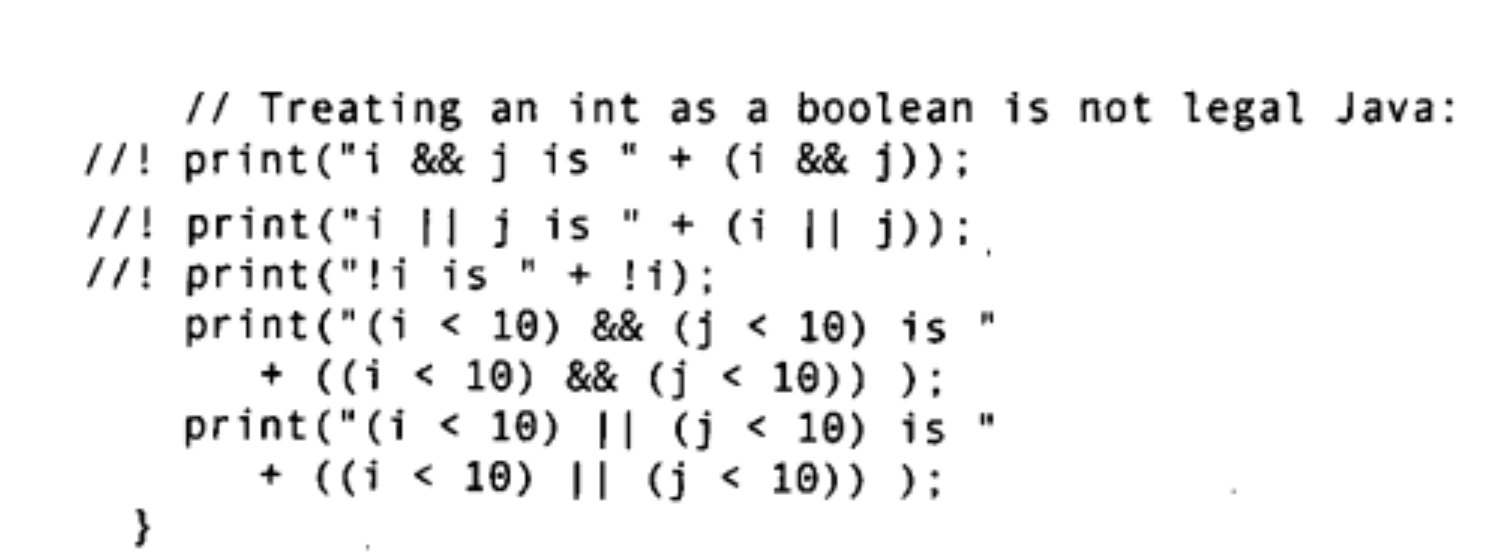 // Treating an int as a boolean is not legal Java:
//! print("i && j is " + (i && j));
//! print("i || j is " + (i || j));
//! print("!i is " + !i);
print("(i < 10) && (j < 10) is "
+ ((i < 10) && (j < 10)) );
print("(i < 10) || (j < 10) is "
+ ((i < 10) || (j < 10)) );
}